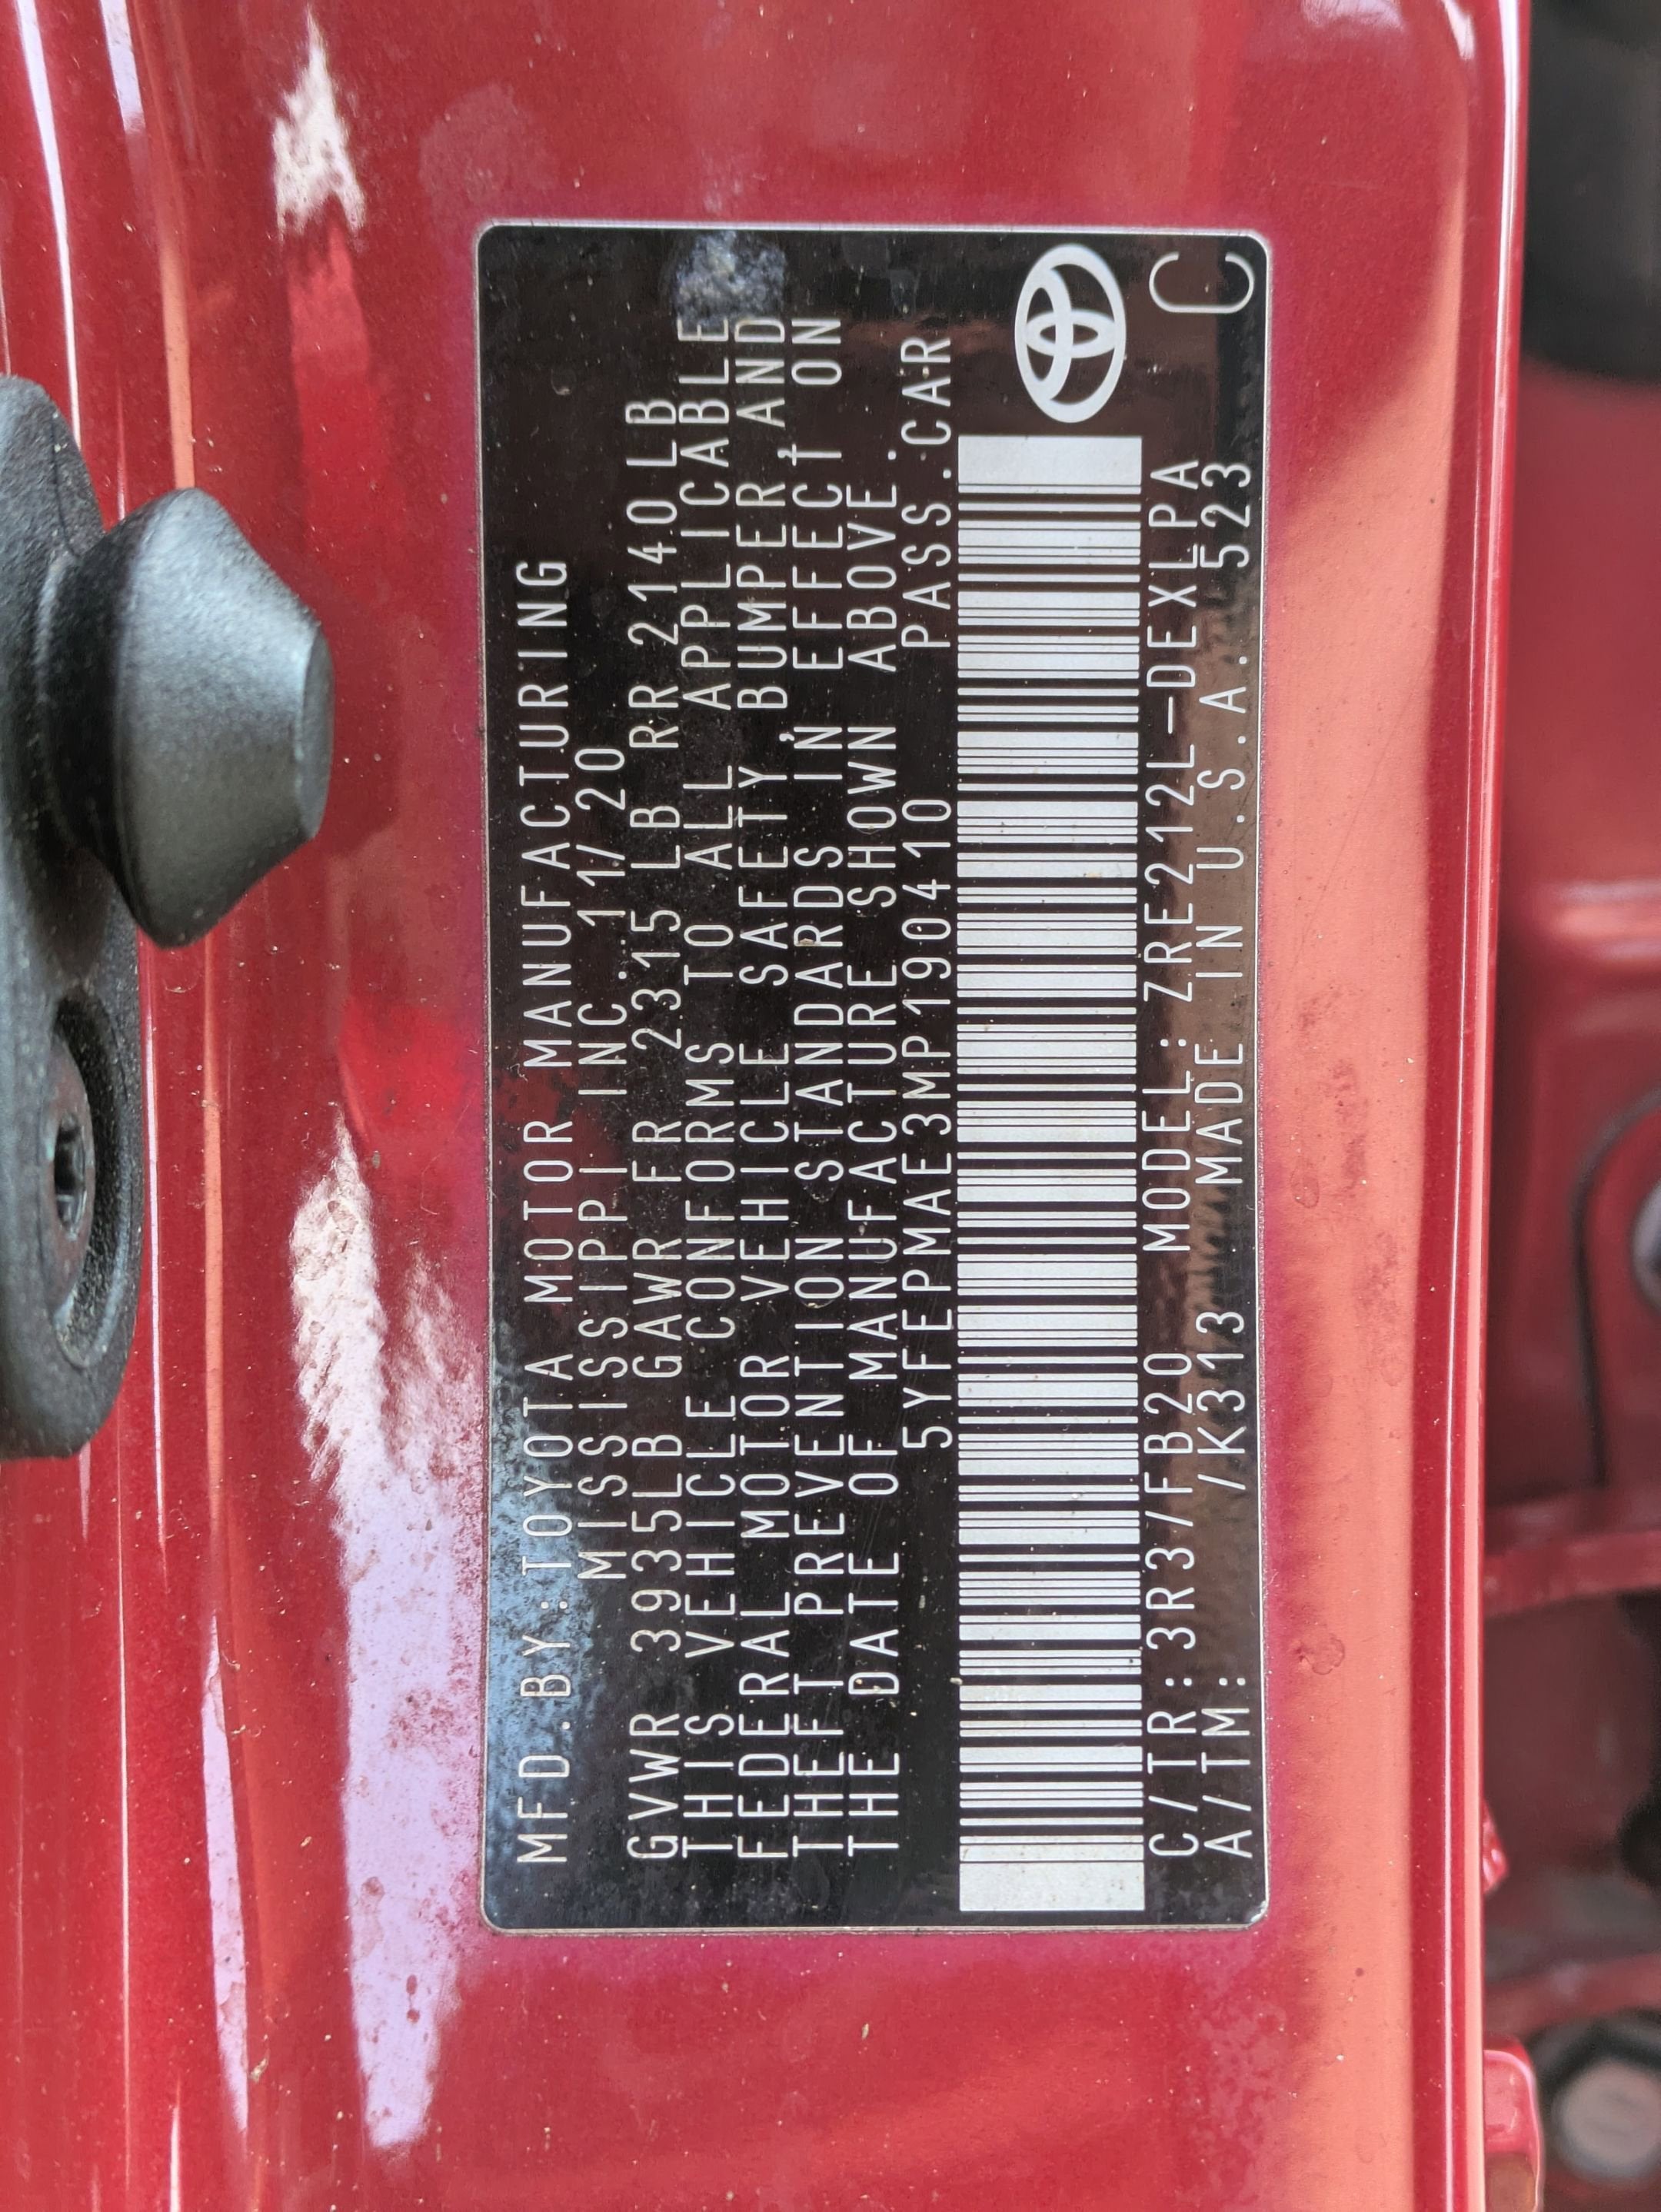 MFD.BY:TOYOTA MOTOR MANUFACTURING
MISSISSIPPI INC. 11/20
GVWR 3935LB GAWR FR 2315 LB RR 2140LB
THIS VEHICLE CONFORMS TO ALL APPLICABLE
FEDERAL MOTOR VEHICLE SAFETY, BUMPER, AND
THEFT PREVENTION STANDARDS IN EFFECT ON
THE DATE OF MANUFACTURE SHOWN ABOVE.
5YFEPMAE3MP190410 PASS.CAR
C/TR:3R3/FB20 MODEL:ZRE212L-DEXLPA
A/TM: /K313 MADE IN U.S.A. 523 C